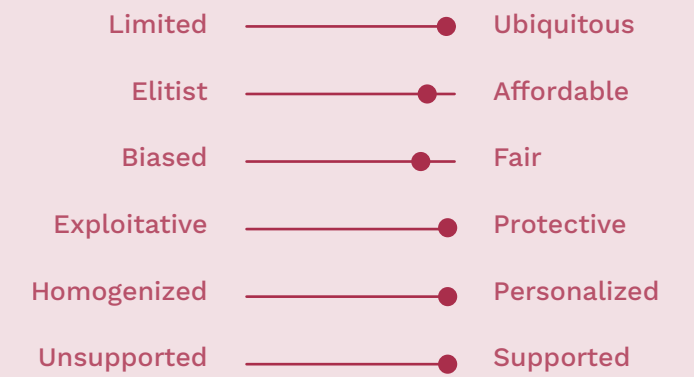 Limited Ubiquitous
Elitist Affordable
Biased Fair
Exploitative Protective
Homogenized Personalized
Unsupported Supported